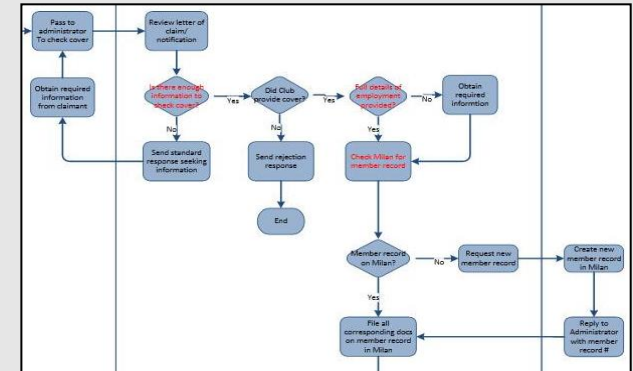 Pass to
administrator
To check cover
Review letter of
claim/
notification
Obtain required
information
from claimant
Is there enough
information to
check cover?
Yes
Did Club
provide cover?
Yes
Full details of
employment
provided?
No
Obtain
required
informtion
No
No
Yes
Send standard
response seeking
information
Send rejection
response
Check Milan for
member record
End
Member record
on Milan?
No
Request new
member record
Create new
member record
in Milan
Yes
File all
corresponding docs
on member record
in Milan
Reply to
Administrator
with member
record #